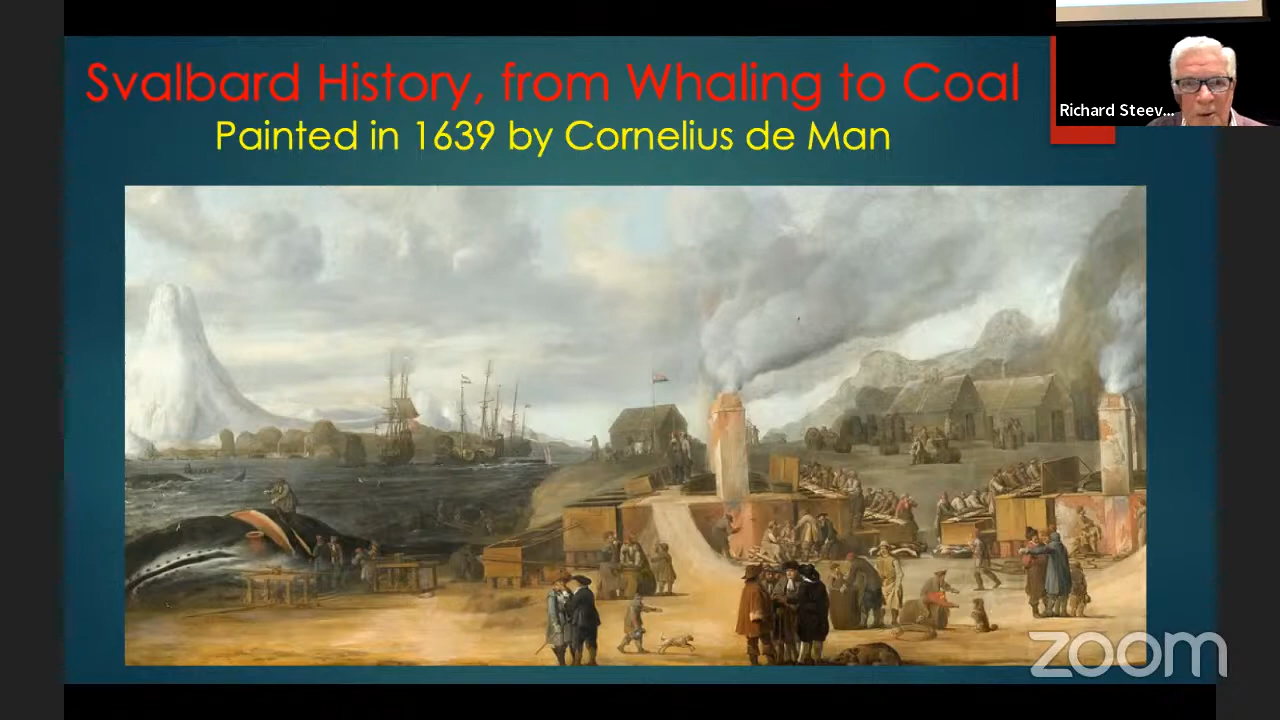 Svalbard History, from Whaling to Coal
Painted in 1639 by Cornelius de Man
Richard Steev...
zoom